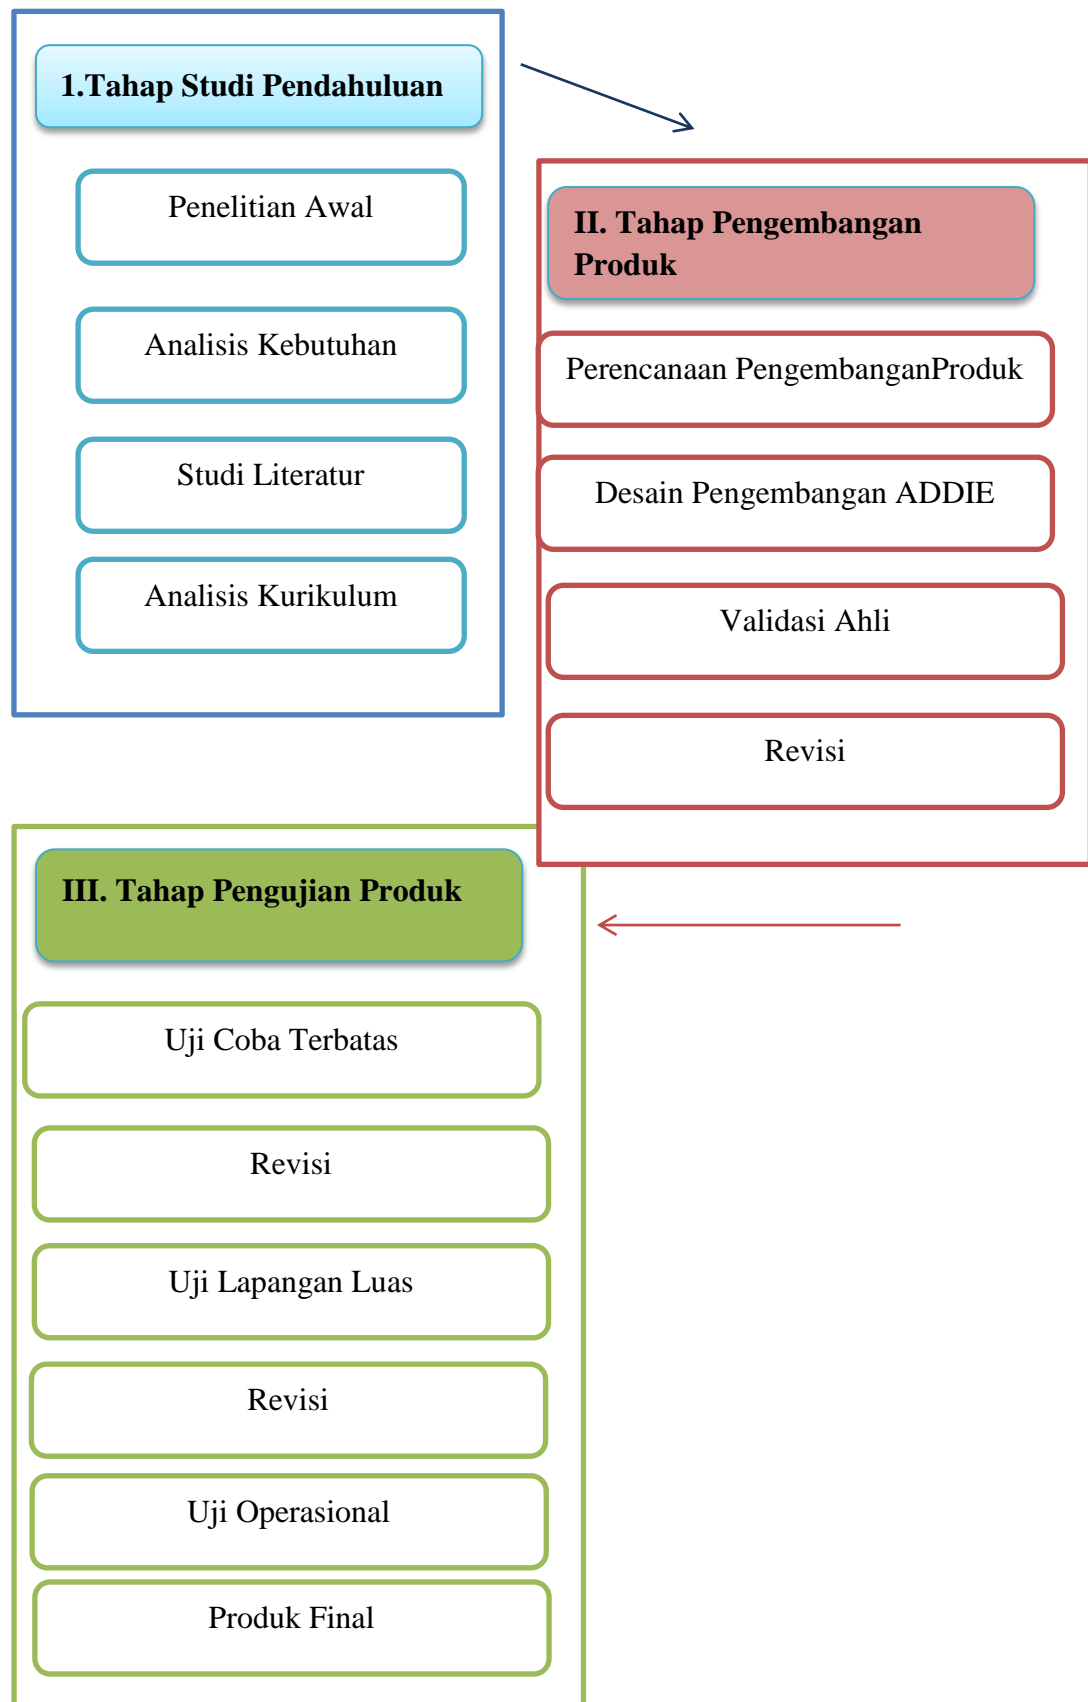 1.Tahap Studi Pendahuluan
Penelitian Awal
Analisis Kebutuhan
Studi Literatur
Analisis Kurikulum
II. Tahap Pengembangan
Produk
Perencanaan PengembanganProduk
Desain Pengembangan ADDIE
Validasi Ahli
Revisi
III. Tahap Pengujian Produk
Uji Coba Terbatas
Revisi
Uji Lapangan Luas
Revisi
Uji Operasional
Produk Final